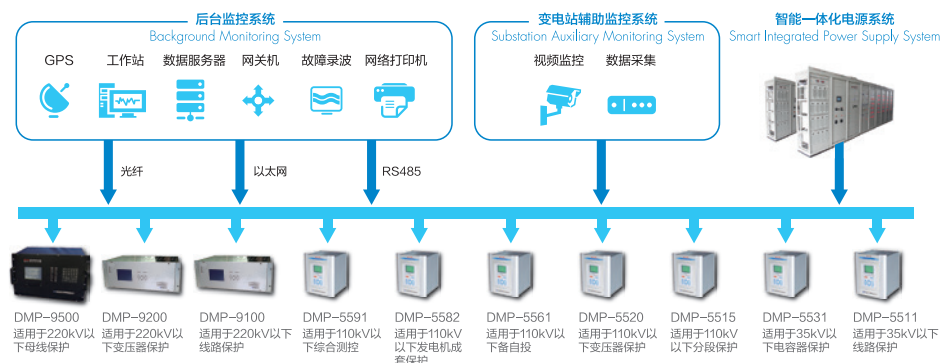 后台监控系统
Background Monitoring System
变电站辅助监控系统
Substation Auxiliary Monitoring System
智能一体化电源系统
Smart Integrated Power Supply System
GPS
工作站
数据服务器
网关机
故障录波
网络打印机
视频监控
数据采集
光纤
以太网
RS485
DMP-9500
适用于220kV以
下母线保护
DMP-9200
适用于220kV以
下变压器保护
DMP-9100
适用于220kV以下
线路保护
DMP-5591
适用于110kV以
下综合测控
DMP-5582
适用于110kV
以下发电机成
套保护
DMP-5561
适用于110kV以
下备自投
DMP-5520
适用于110kV以
下变压器保护
DMP-5515
适用于110kV
以下分段保护
DMP-5531
适用于35kV以
下电容器保护
DMP-5511
适用于35kV以下
线路保护